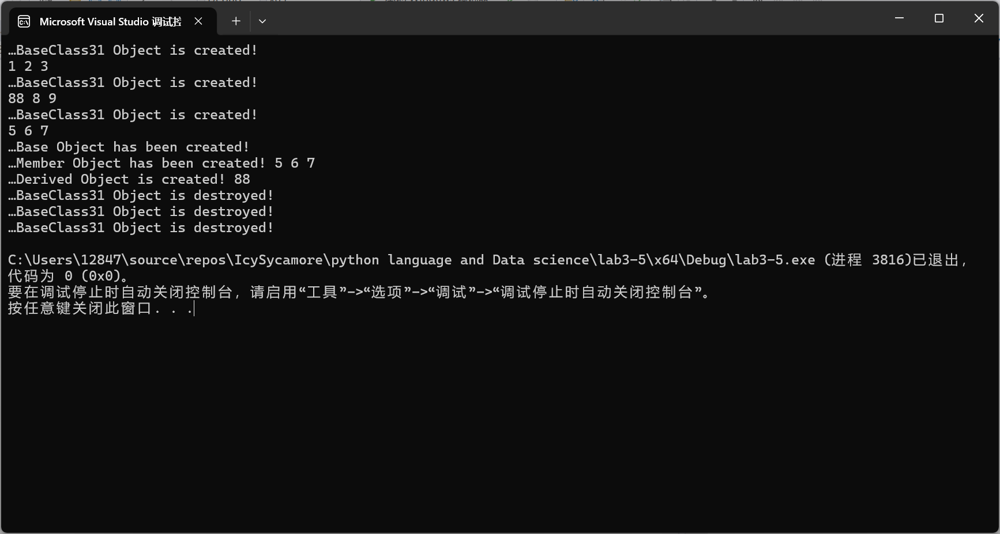 Microsoft Visual Studio 调试控
…BaseClass31 Object is created!
1 2 3
…BaseClass31 Object is created!
88 8 9
…BaseClass31 Object is created!
5 6 7
…Base Object has been created!
…Member Object has been created! 5 6 7
…Derived Object is created! 88
…BaseClass31 Object is destroyed!
…BaseClass31 Object is destroyed!
…BaseClass31 Object is destroyed!
C:\Users\12847\source\repos\IcySycamore\python language and Data science\lab3-5\x64\Debug\lab3-5.exe (进程 3816)已退出，
代码为 0 (0x0)。
要在调试停止时自动关闭控制台，请启用“工具”->“选项”->“调试”->“调试停止时自动关闭控制台”。
按任意键关闭此窗口. . .